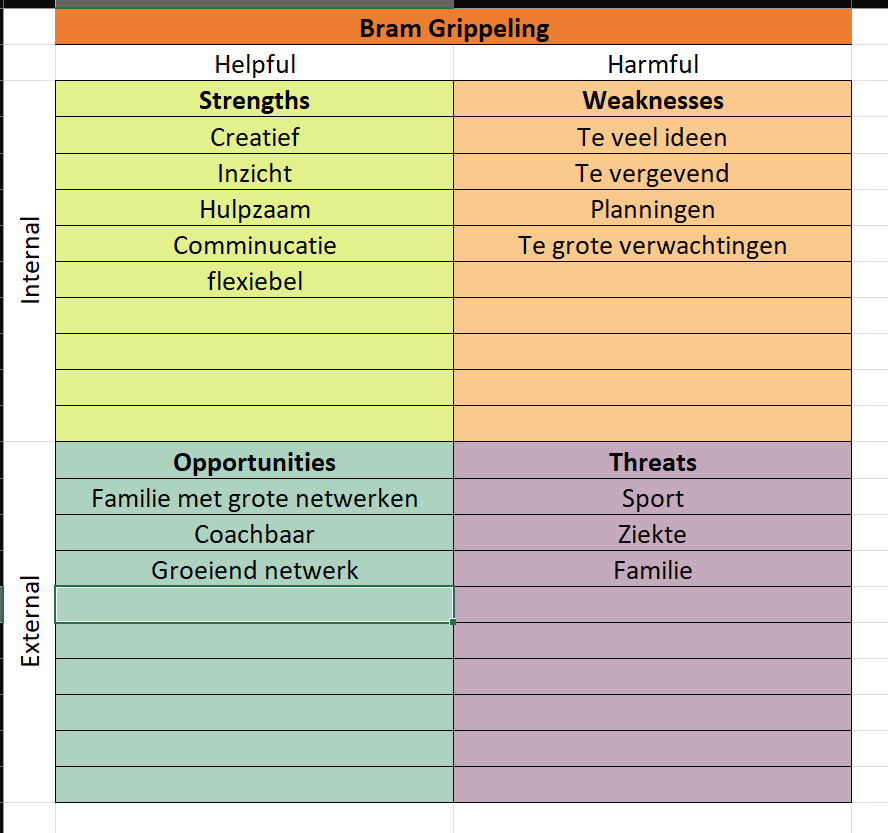 Bram Grippeling
Helpful Harmful
Internal
Strengths Weaknesses
Creatief Te veel ideen
Inzicht Te vergevend
Hulpzaam Planningen
Comminucatie Te grote verwachtingen
flexiebel
External
Opportunities Threats
Familie met grote netwerken Sport
Coachbaar Ziekte
Groeiend netwerk Familie